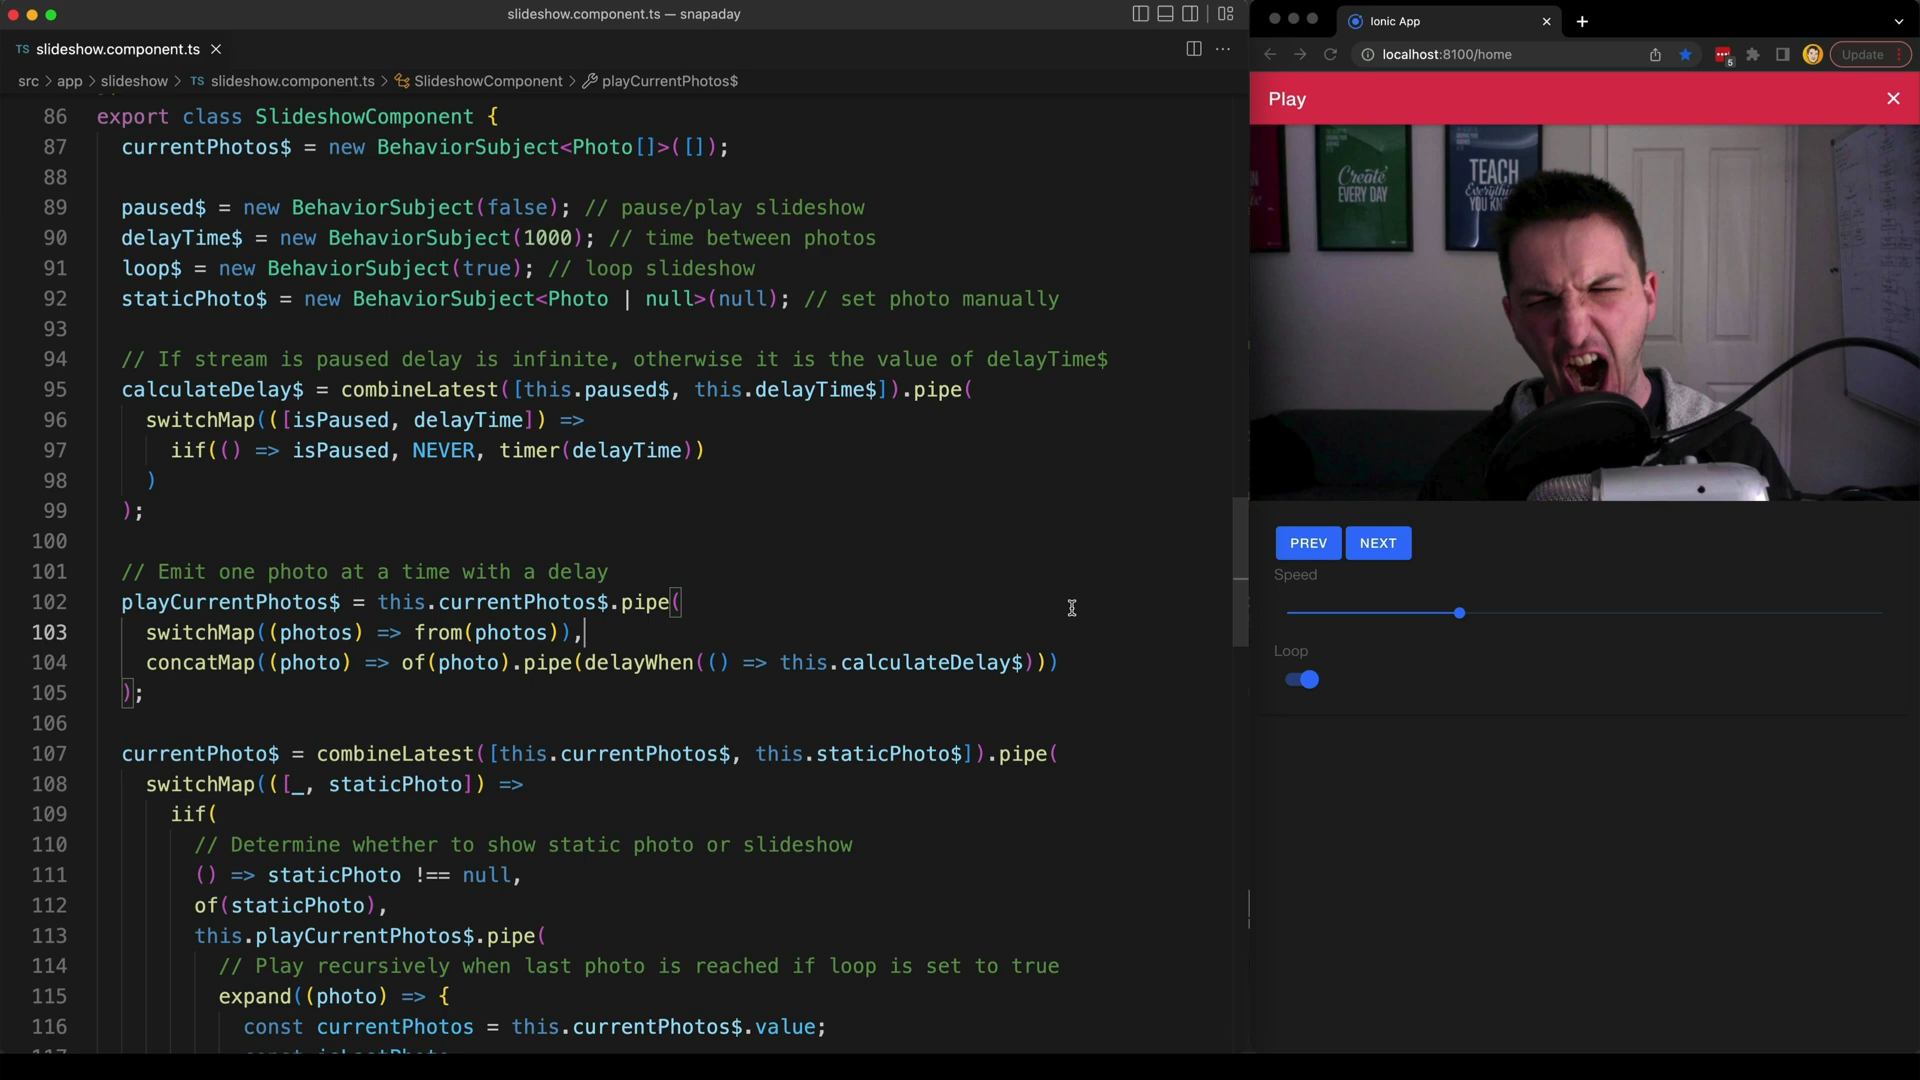 slideshow.component.ts — snapaday
TS slideshow.component.ts
src > app > slideshow > TS slideshow.component.ts > SlideshowComponent > playCurrentPhotos$
86 export class SlideshowComponent {
87 currentPhotos$ = new BehaviorSubject<Photo[]>([]);
88
89 paused$ = new BehaviorSubject(false); // pause/play slideshow
90 delayTime$ = new BehaviorSubject(1000); // time between photos
91 loop$ = new BehaviorSubject(true); // loop slideshow
92 staticPhoto$ = new BehaviorSubject<Photo | null>(null); // set photo manually
93
94 // If stream is paused delay is infinite, otherwise it is the value of delayTime$
95 calculateDelay$ = combineLatest([this.paused$, this.delayTime$]).pipe(
96 switchMap(([isPaused, delayTime]) =>
97 iif(() => isPaused, NEVER, timer(delayTime))
98 )
99 );
100
101 // Emit one photo at a time with a delay
102 playCurrentPhotos$ = this.currentPhotos$.pipe(
103 switchMap((photos) => from(photos)),
104 concatMap((photo) => of(photo).pipe(delayWhen(() => this.calculateDelay$)))
105 );
106
107 currentPhoto$ = combineLatest([this.currentPhotos$, this.staticPhoto$]).pipe(
108 switchMap(([_, staticPhoto]) =>
109 iif(
110 // Determine whether to show static photo or slideshow
111 () => staticPhoto !== null,
112 of(staticPhoto),
113 this.playCurrentPhotos$.pipe(
114 // Play recursively when last photo is reached if loop is set to true
115 expand((photo) => {
116 const currentPhotos = this.currentPhotos$.value;
Ionic App
localhost:8100/home
5
Update
Play
Create
EVERY DAY
TEACH
Everything
YOU KN
PREV NEXT
Speed
Loop